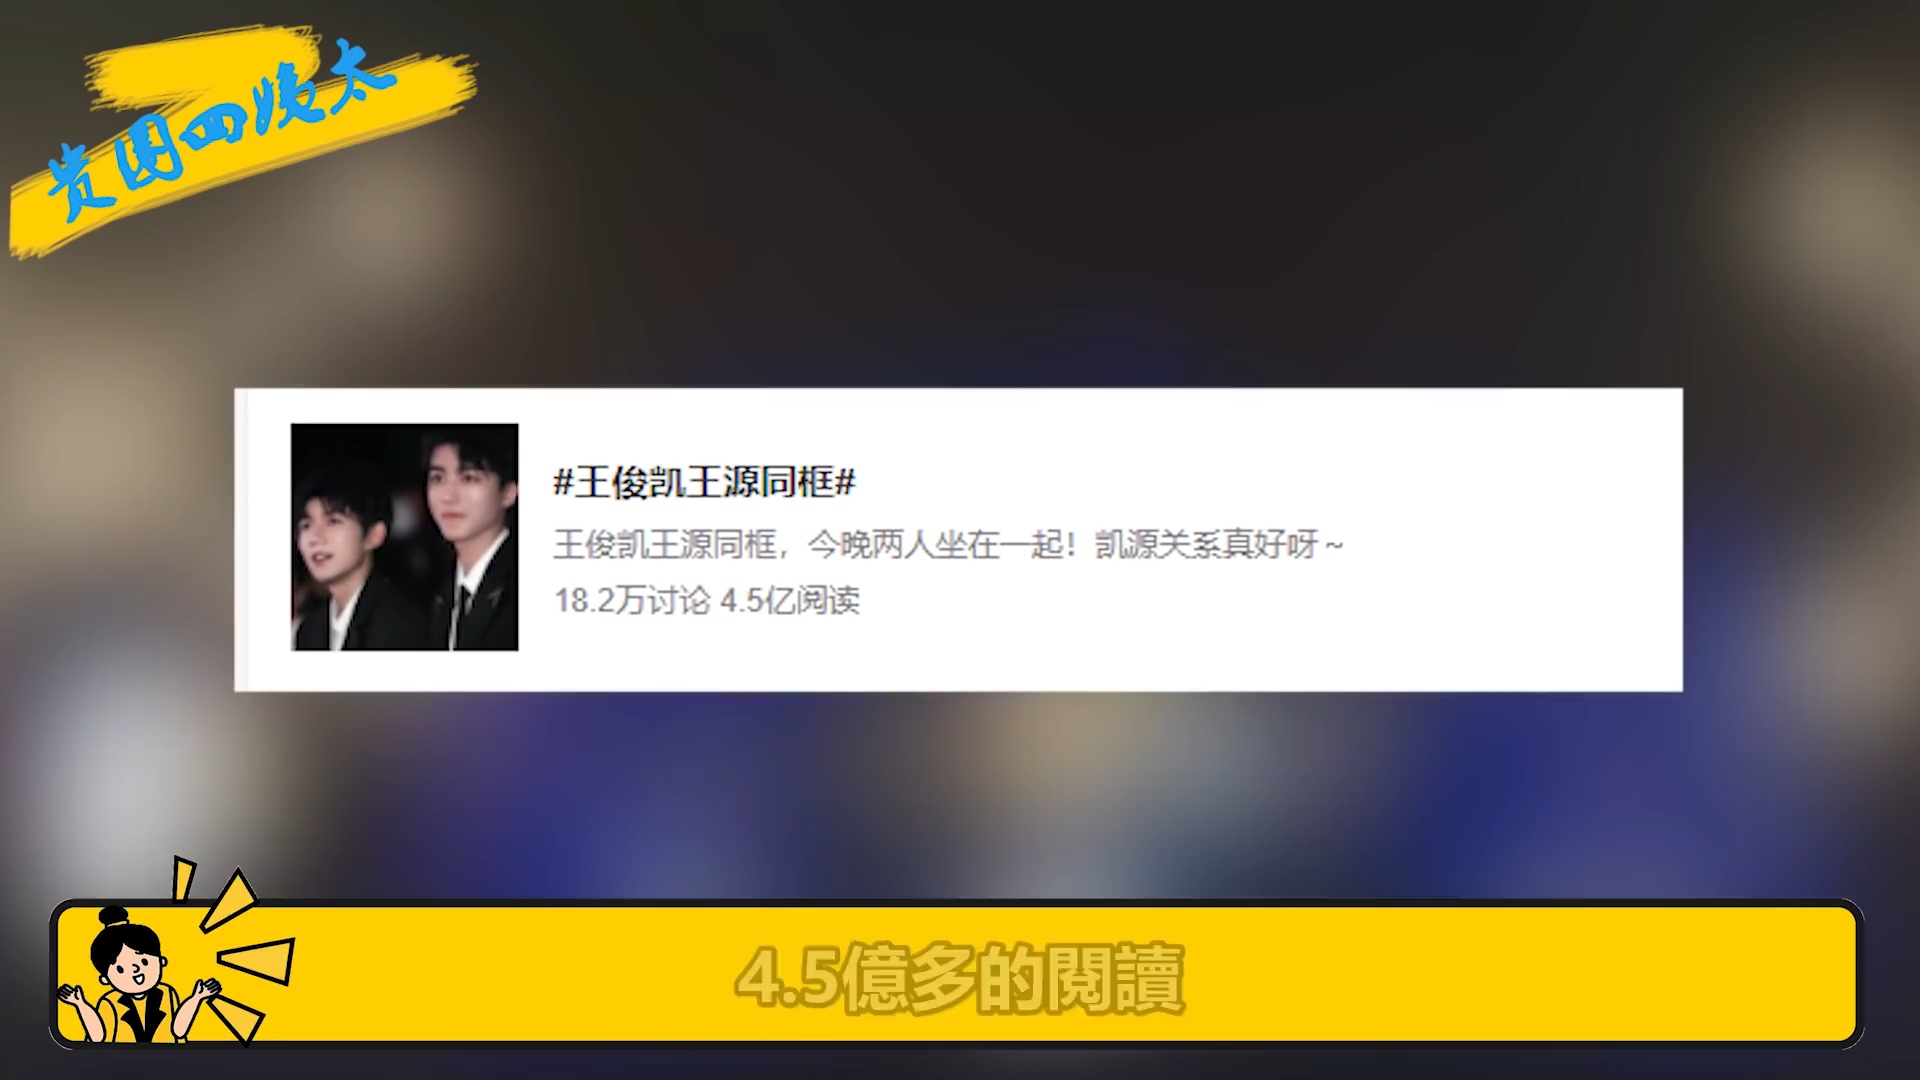 贵圈四姨太
#王俊凯王源同框#
王俊凯王源同框，今晚两人坐在一起！凯源关系真好呀～
18.2万讨论 4.5亿阅读
4.5億多的閱讀